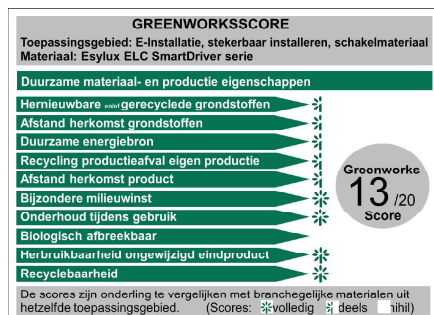 GREENWORKSSCORE
Toepassingsgebied: E-Installatie, stekerbaar installeren, schakelmateriaal
Materiaal: Esylux ELC SmartDriver serie
Duurzame materiaal- en productie eigenschappen
Hernieuwbare en/of gerecyclede grondstoffen
Afstand herkomst grondstoffen
Duurzame energiebron
Recycling productieafval eigen productie
Afstand herkomst product
Bijzondere milieuwinst
Onderhoud tijdens gebruik
Biologisch afbreekbaar
Herbruikbaarheid ongewijzigd eindproduct
Recyclebaarheid
Greenworks
13/20
Score
De scores zijn onderling te vergelijken met branchegelijke materialen uit
hetzelfde toepassingsgebied. (Scores: volledig deels nihil)